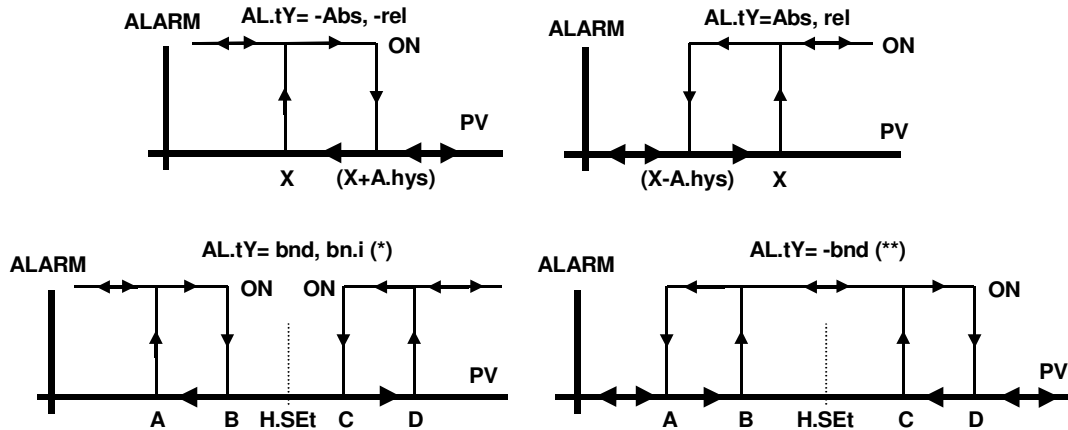 AL.tY= -Abs, -rel
ALARM
ON
PV
X (X+A.hys)
AL.tY=Abs, rel
ALARM
ON
PV
(X-A.hys) X
AL.tY= bnd, bn.i (*)
ALARM
ON ON
PV
A B H.SEt C D
AL.tY= -bnd (**)
ALARM
ON
PV
A B H.SEt C D